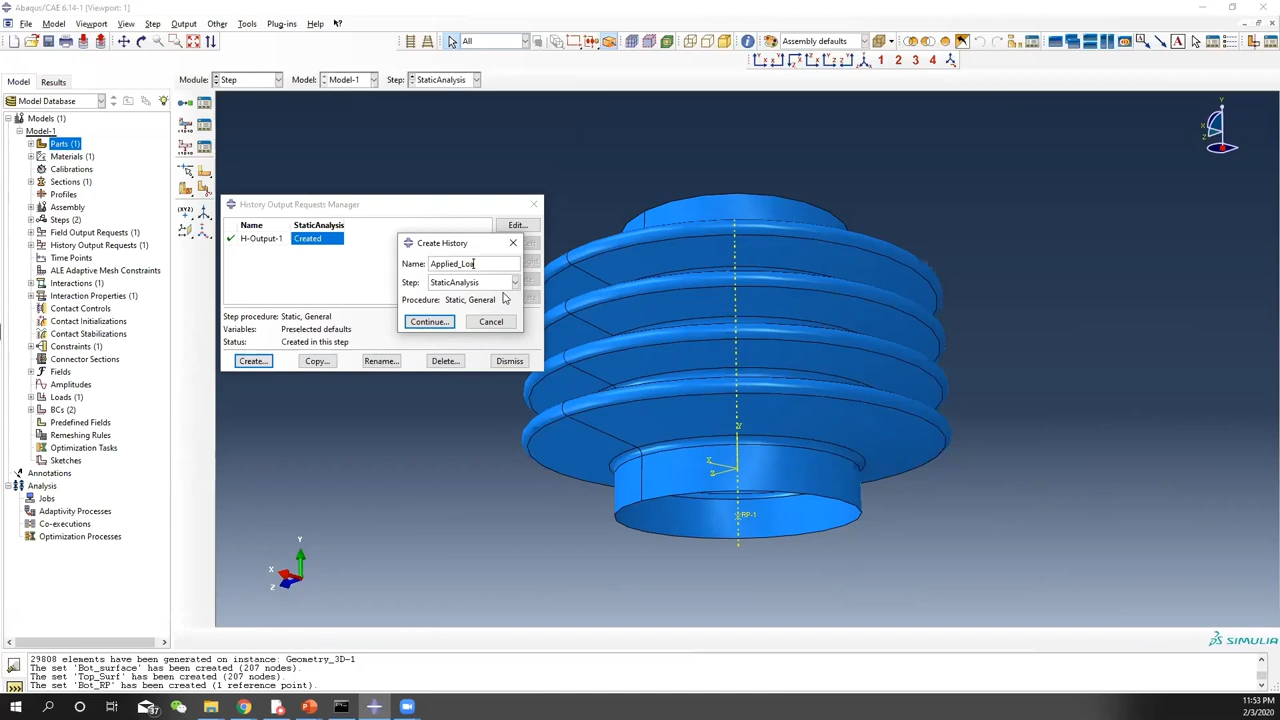 Abaqus/CAE 6.14-1 [Viewport: 1]
File Model Viewport View Step Output Other Tools Plug-ins Help
All
Assembly defaults
1 2 3 4
Model Results
Module: Step Model: Model-1 Step: StaticAnalysis
Model Database
Models (1)
Model-1
Parts (1)
Materials (1)
Calibrations
Sections (1)
Profiles
Assembly
Steps (2)
Field Output Requests (1)
History Output Requests (1)
Time Points
ALE Adaptive Mesh Constraints
Interactions (1)
Interaction Properties (1)
Contact Controls
Contact Initializations
Contact Stabilizations
Constraints (1)
Connector Sections
Fields
Amplitudes
Loads (1)
BCs (2)
Predefined Fields
Remeshing Rules
Optimization Tasks
Sketches
Annotations
Analysis
Jobs
Adaptivity Processes
Co-executions
Optimization Processes
History Output Requests Manager
Name StaticAnalysis
H-Output-1 Created
Edit...
Step procedure: Static, General
Variables: Preselected defaults
Status: Created in this step
Create... Copy... Rename... Delete... Dismiss
Create History
Name: Applied_Loa
Step: StaticAnalysis
Procedure: Static, General
Continue... Cancel
Y
X
Z
Y
X
Z
RP-1
Y
X
Z
SIMULIA
29808 elements have been generated on instance: Geometry_3D-1
The set 'Bot_surface' has been created (207 nodes).
The set 'Top_Surf' has been created (207 nodes).
The set 'Bot_RP' has been created (1 reference point).
37
11:53 PM
2/3/2020